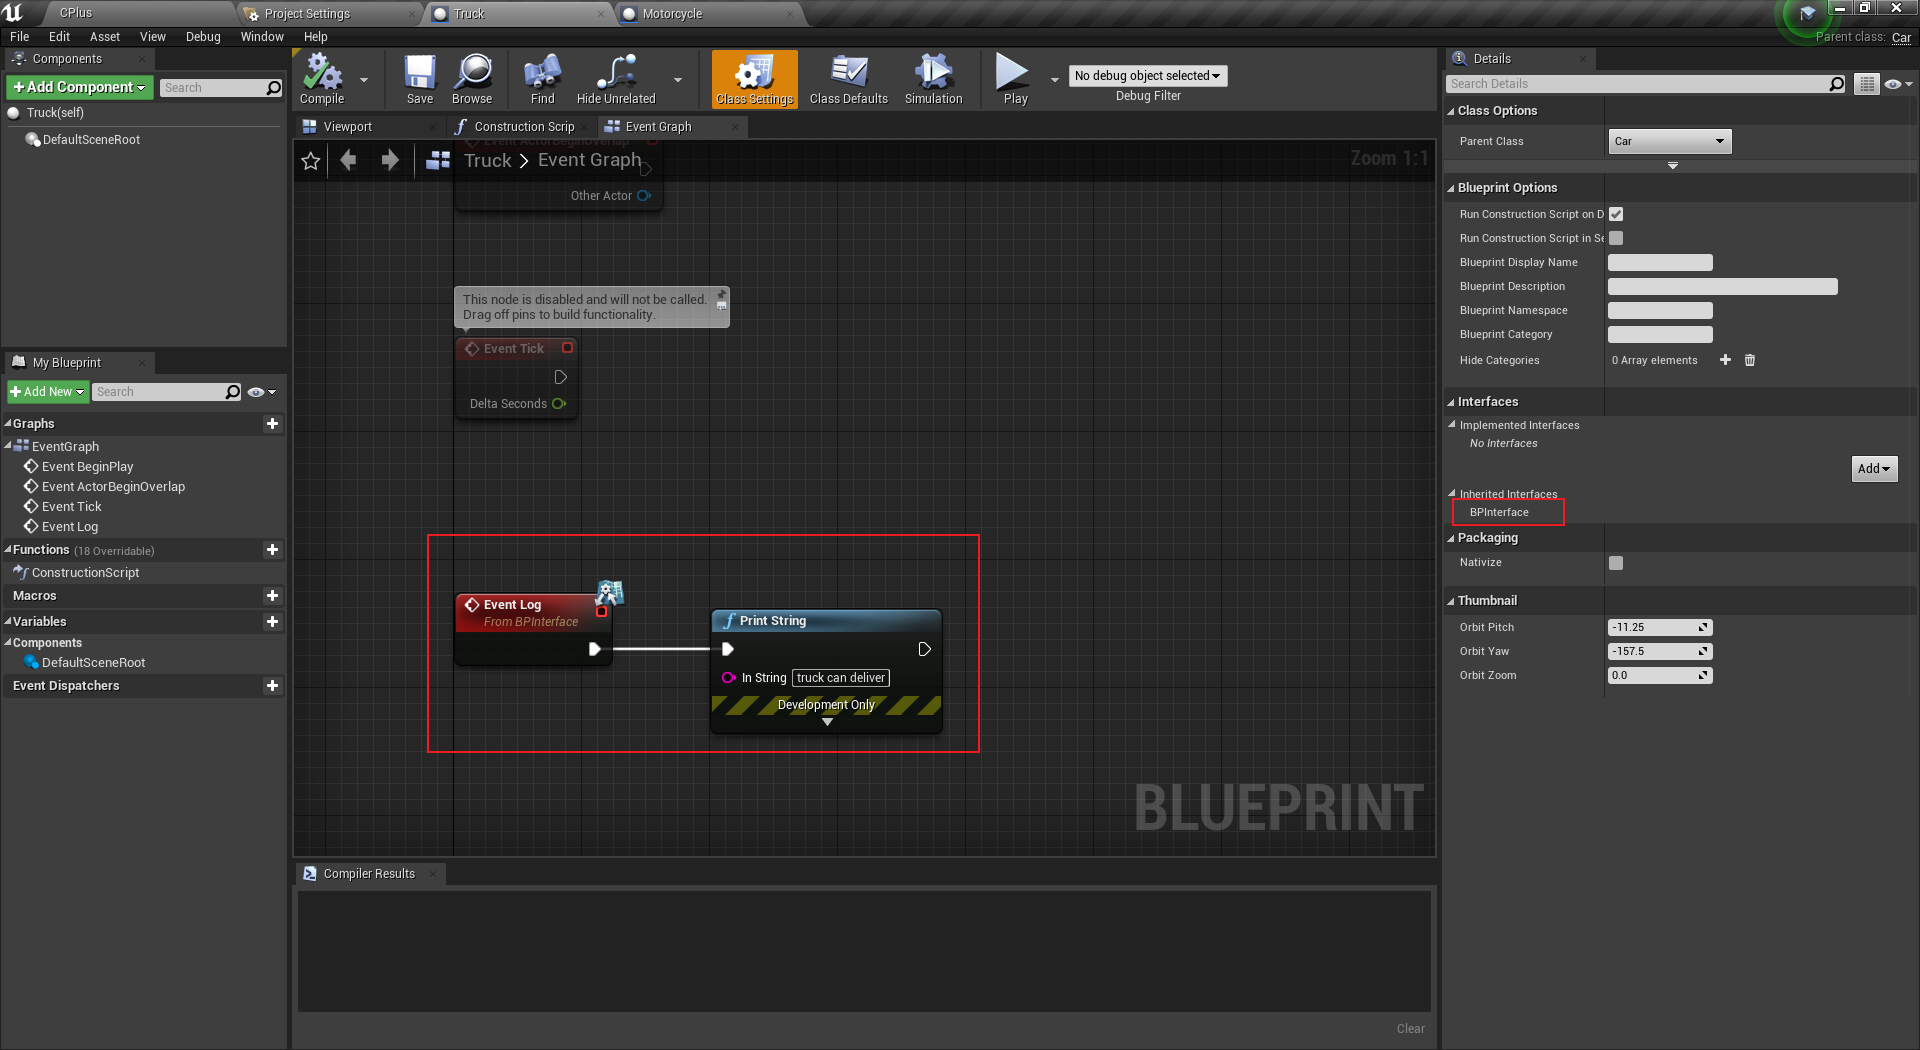 CPlus
Project Settings
Truck
Motorcycle
File
Edit
Asset
View
Debug
Window
Help
Parent class: Car
Components
Add Component
Search
Truck(self)
DefaultSceneRoot
Compile
Save
Browse
Find
Hide Unrelated
Class Settings
Class Defaults
Simulation
Play
No debug object selected
Debug Filter
Viewport
Construction Scrip
Event Graph
Event ActorBeginOverlap
Truck > Event Graph
Zoom 1:1
Other Actor
This node is disabled and will not be called.
Drag off pins to build functionality.
Event Tick
Delta Seconds
Event Log
From BPInterface
Print String
In String
truck can deliver
Development Only
BLUEPRINT
My Blueprint
Add New
Search
Graphs
EventGraph
Event BeginPlay
Event ActorBeginOverlap
Event Tick
Event Log
Functions (18 Overridable)
ConstructionScript
Macros
Variables
Components
DefaultSceneRoot
Event Dispatchers
Compiler Results
Clear
Details
Search Details
Class Options
Parent Class
Car
Blueprint Options
Run Construction Script on D
Run Construction Script in Se
Blueprint Display Name
Blueprint Description
Blueprint Namespace
Blueprint Category
Hide Categories
0 Array elements
Interfaces
Implemented Interfaces
No Interfaces
Add
Inherited Interfaces
BPInterface
Packaging
Nativize
Thumbnail
Orbit Pitch
-11.25
Orbit Yaw
-157.5
Orbit Zoom
0.0